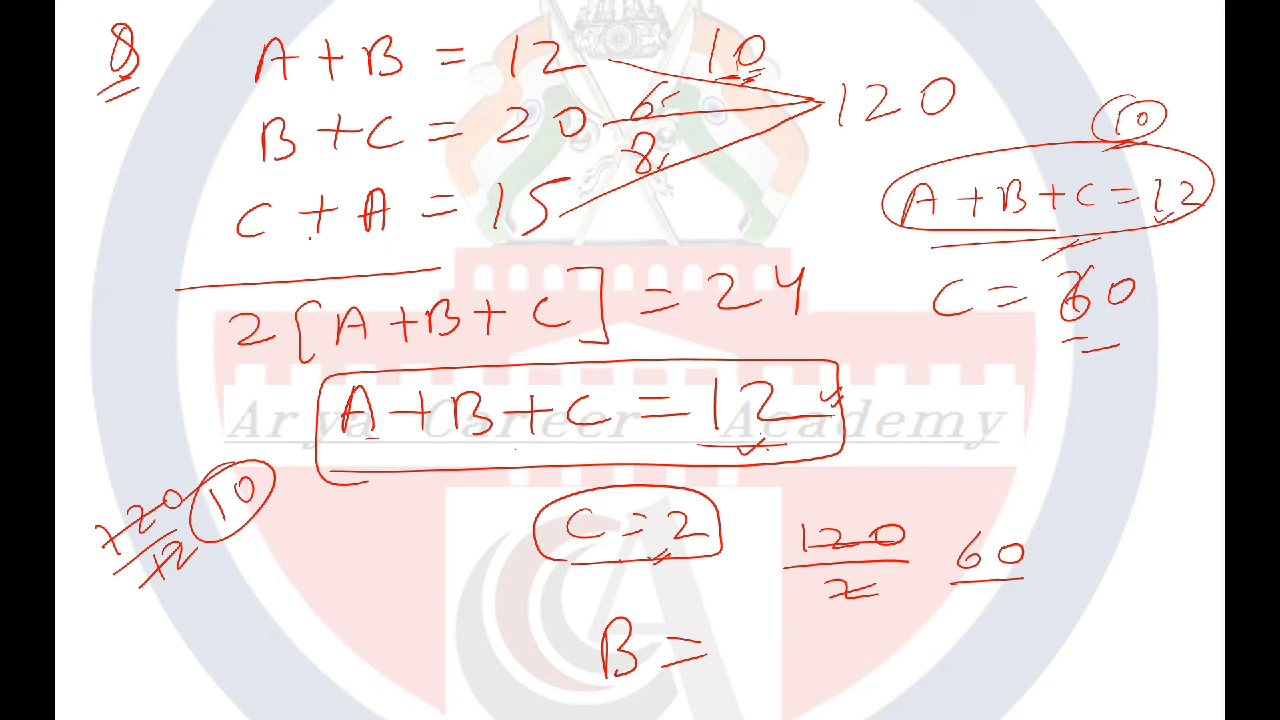 8
A + B = 12
10
B + C = 20
6
120
8
C + A = 15
10
A + B + C = 12
2[A + B + C] = 24
C = 60
A + B + C = 12
Arya Career Academy
120/12
10
C = 2
120/2
60
B =